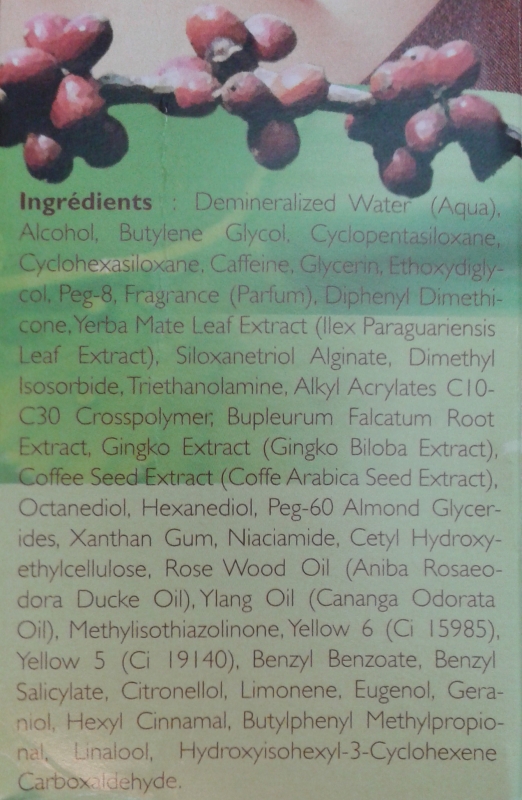 Ingrédients : Demineralized Water (Aqua),
Alcohol, Butylene Glycol, Cyclopentasiloxane,
Cyclohexasiloxane, Caffeine, Glycerin, Ethoxydigly-
col, Peg-8, Fragrance (Parfum), Diphenyl Dimethi-
cone, Yerba Mate Leaf Extract (Ilex Paraguariensis
Leaf Extract), Siloxanetriol Alginate, Dimethyl
Isosorbide, Triethanolamine, Alkyl Acrylates C10-
C30 Crosspolymer, Bupleurum Falcatum Root
Extract, Gingko Extract (Gingko Biloba Extract),
Coffee Seed Extract (Coffe Arabica Seed Extract),
Octanediol, Hexanediol, Peg-60 Almond Glycer-
ides, Xanthan Gum, Niaciamide, Cetyl Hydroxy-
ethylcellulose, Rose Wood Oil (Aniba Rosaeo-
dora Ducke Oil), Ylang Oil (Cananga Odorata
Oil), Methylisothiazolinone, Yellow 6 (Ci 15985),
Yellow 5 (Ci 19140), Benzyl Benzoate, Benzyl
Salicylate, Citronellol, Limonene, Eugenol, Gera-
niol, Hexyl Cinnamal, Butylphenyl Methylpropio-
nal, Linalool, Hydroxyisohexyl-3-Cyclohexene
Carboxaldehyde.